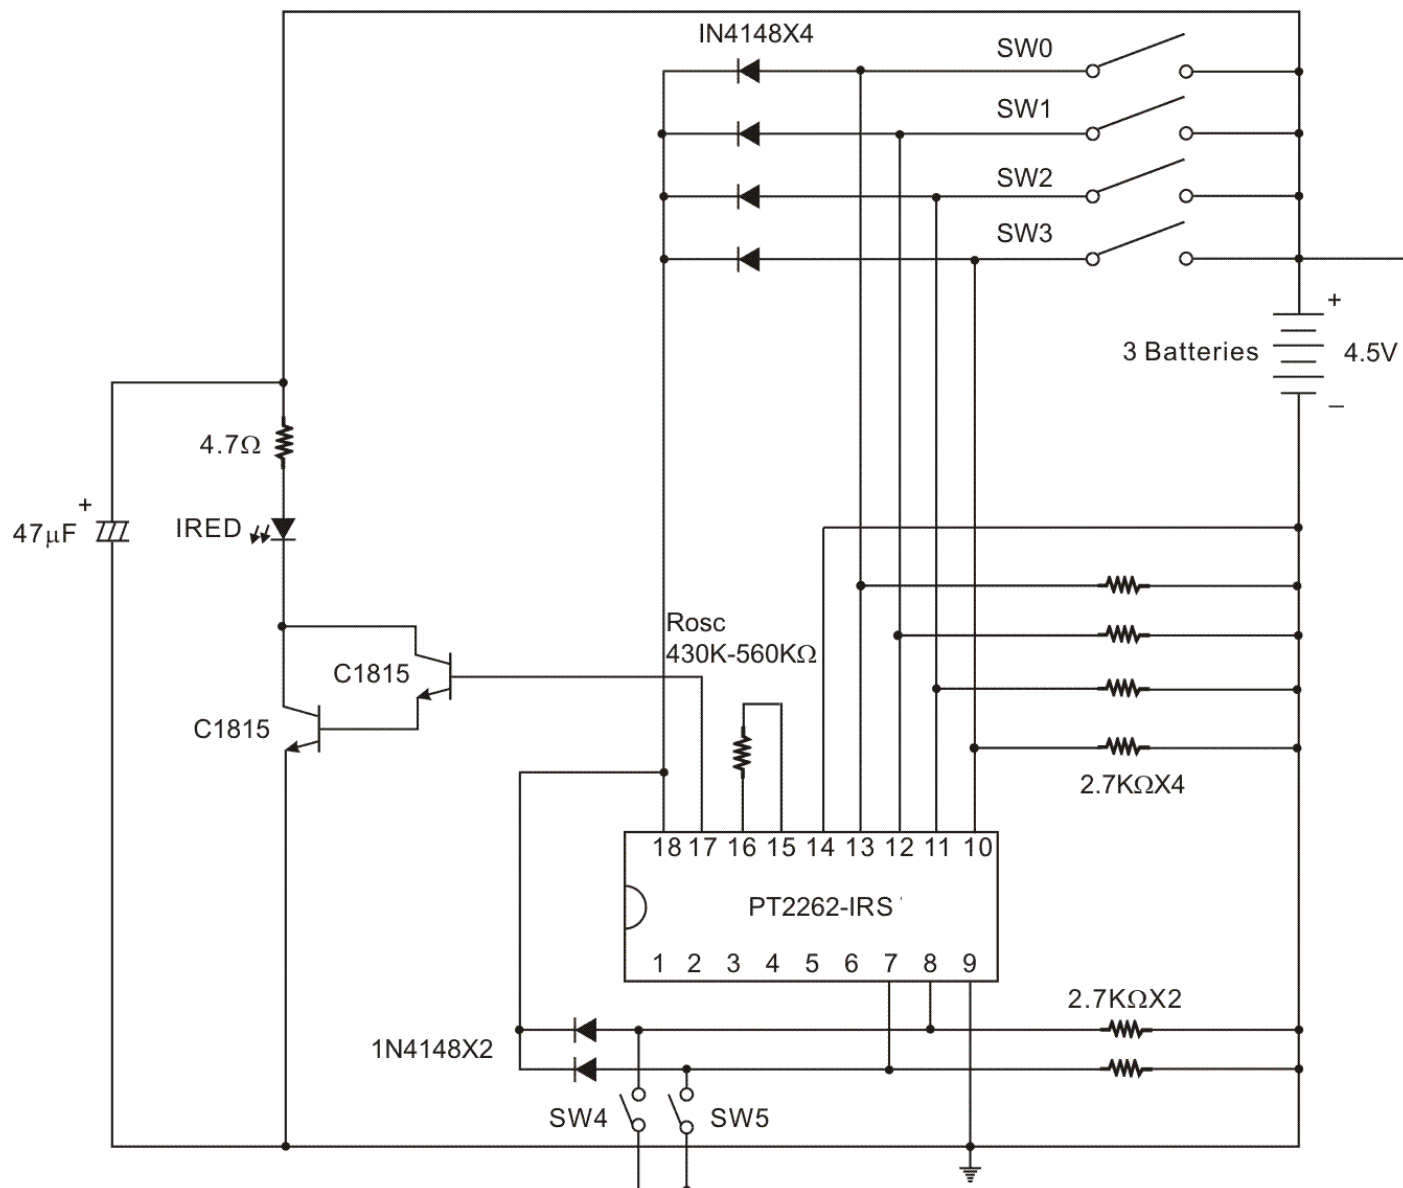 IN4148X4
SW0
SW1
SW2
SW3
+
3 Batteries
4.5V
–
4.7Ω
+
47μF
IRED
Rosc
430K-560KΩ
C1815
C1815
2.7KΩX4
18 17 16 15 14 13 12 11 10
PT2262-IRS
1 2 3 4 5 6 7 8 9
2.7KΩX2
1N4148X2
SW4
SW5